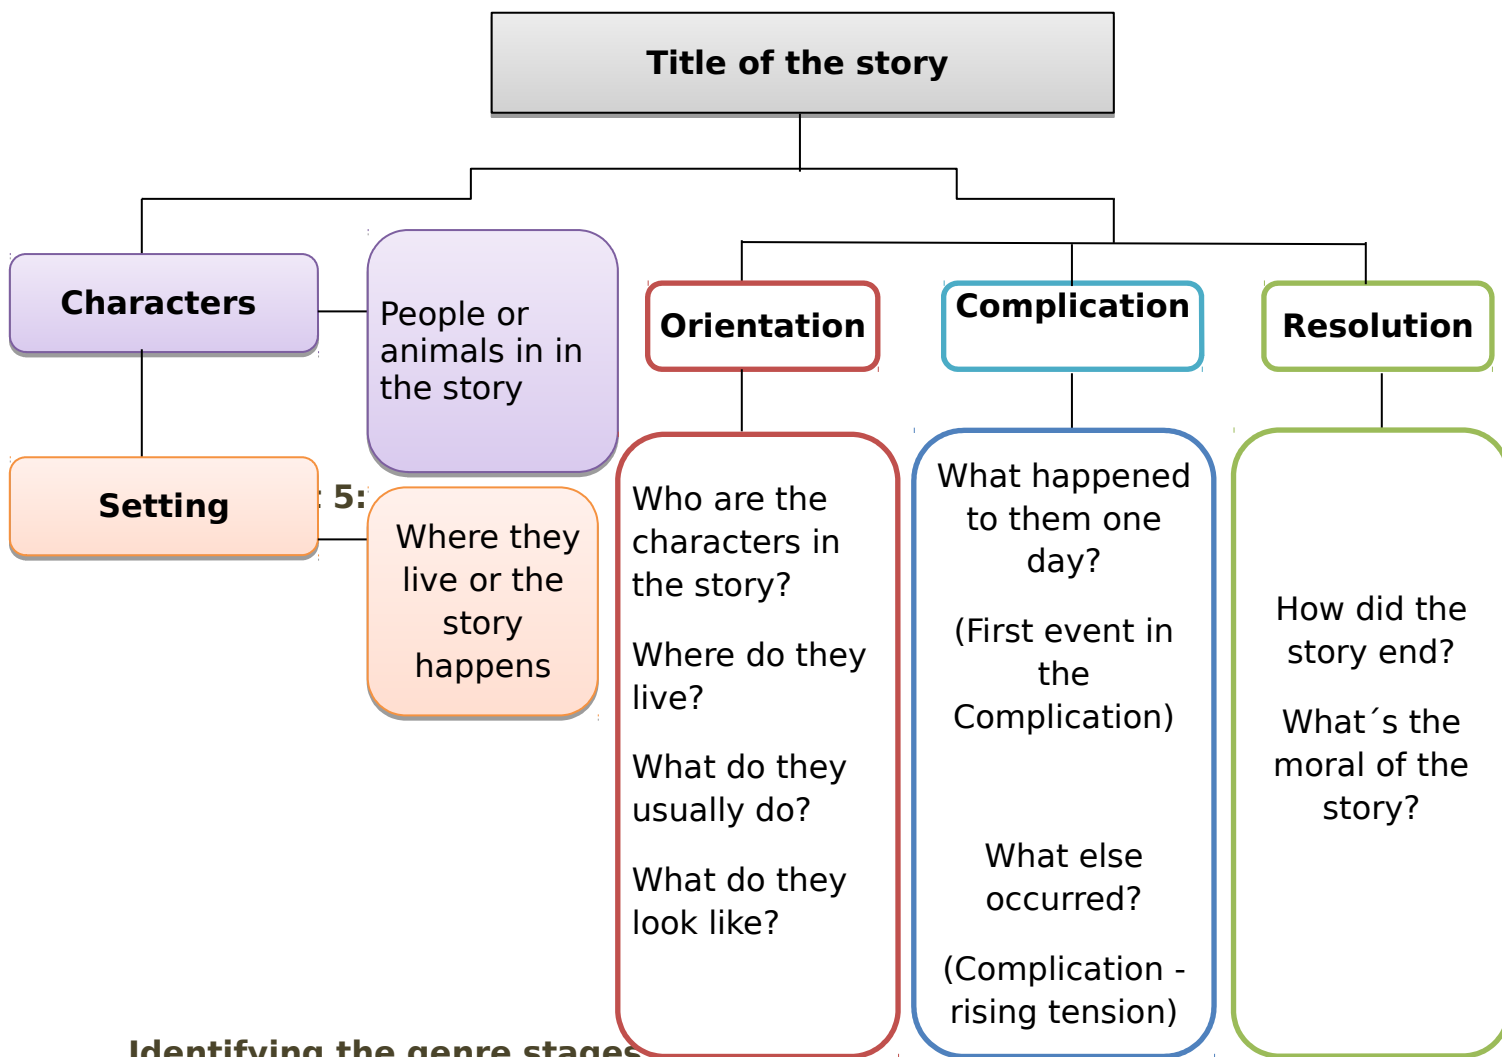 Title of the story
Characters
People or
animals in in
the story
Setting
: 5:
Where they
live or the
story
happens
Orientation
Who are the
characters in
the story?
Where do they
live?
What do they
usually do?
What do they
look like?
Complication
What happened
to them one
day?
(First event in
the
Complication)
What else
occurred?
(Complication -
rising tension)
Resolution
How did the
story end?
What´s the
moral of the
story?
Identifying the genre stages